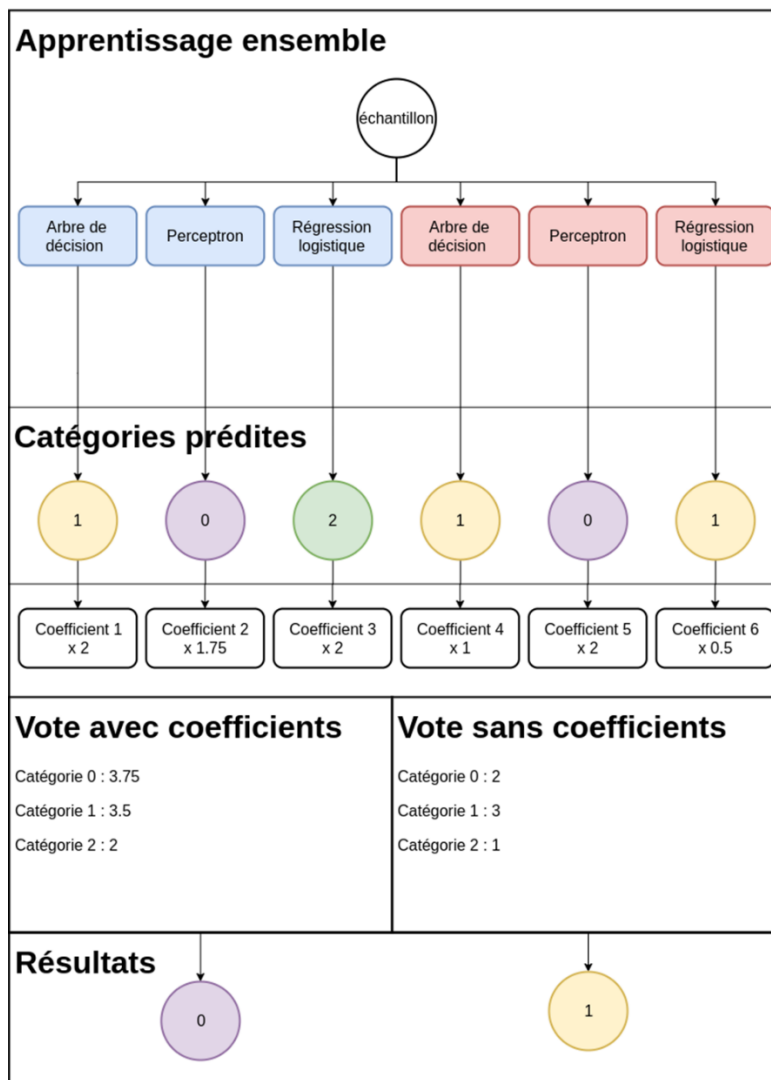 Apprentissage ensemble
échantillon
Arbre de
décision
Perceptron
Régression
logistique
Arbre de
décision
Perceptron
Régression
logistique
Catégories prédites
1
0
2
1
0
1
Coefficient 1
x 2
Coefficient 2
x 1.75
Coefficient 3
x 2
Coefficient 4
x 1
Coefficient 5
x 2
Coefficient 6
x 0.5
Vote avec coefficients
Catégorie 0 : 3.75
Catégorie 1 : 3.5
Catégorie 2 : 2
Vote sans coefficients
Catégorie 0 : 2
Catégorie 1 : 3
Catégorie 2 : 1
Résultats
0
1